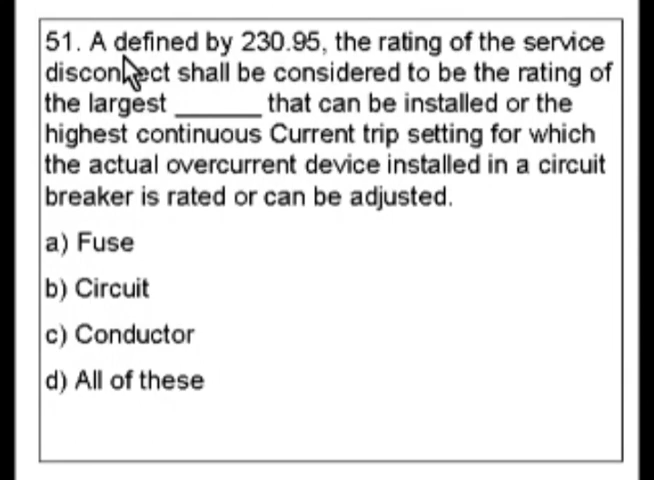 51. A defined by 230.95, the rating of the service
disconnect shall be considered to be the rating of
the largest ______ that can be installed or the
highest continuous Current trip setting for which
the actual overcurrent device installed in a circuit
breaker is rated or can be adjusted.
a) Fuse
b) Circuit
c) Conductor
d) All of these